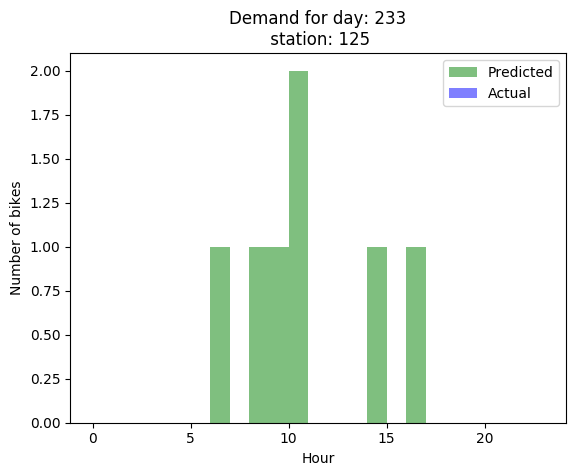 Demand for day: 233
station: 125
Predicted
Actual
Number of bikes
2.00
1.75
1.50
1.25
1.00
0.75
0.50
0.25
0.00
0 5 10 15 20
Hour